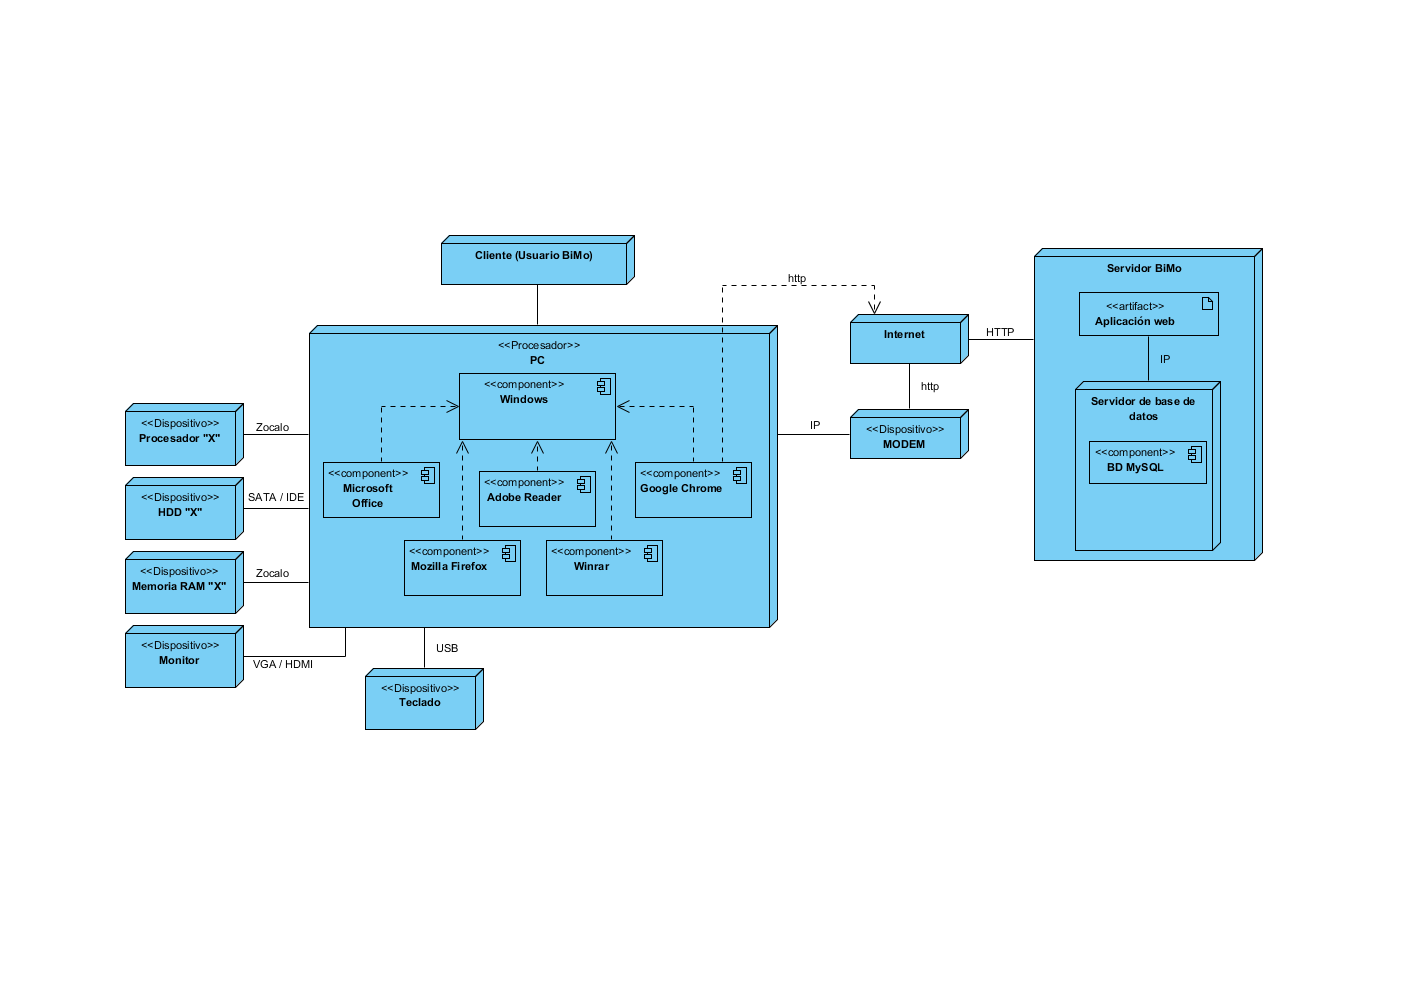 Cliente (Usuario BiMo)
<<Procesador>>
PC
<<component>>
Windows
<<component>>
Microsoft
Office
<<component>>
Adobe Reader
<<component>>
Google Chrome
<<component>>
Mozilla Firefox
<<component>>
Winrar
<<Dispositivo>>
Procesador "X"
Zocalo
<<Dispositivo>>
HDD "X"
SATA / IDE
<<Dispositivo>>
Memoria RAM "X"
Zocalo
<<Dispositivo>>
Monitor
VGA / HDMI
USB
<<Dispositivo>>
Teclado
http
Internet
HTTP
http
IP
<<Dispositivo>>
MODEM
Servidor BiMo
<<artifact>>
Aplicación web
IP
Servidor de base de
datos
<<component>>
BD MySQL